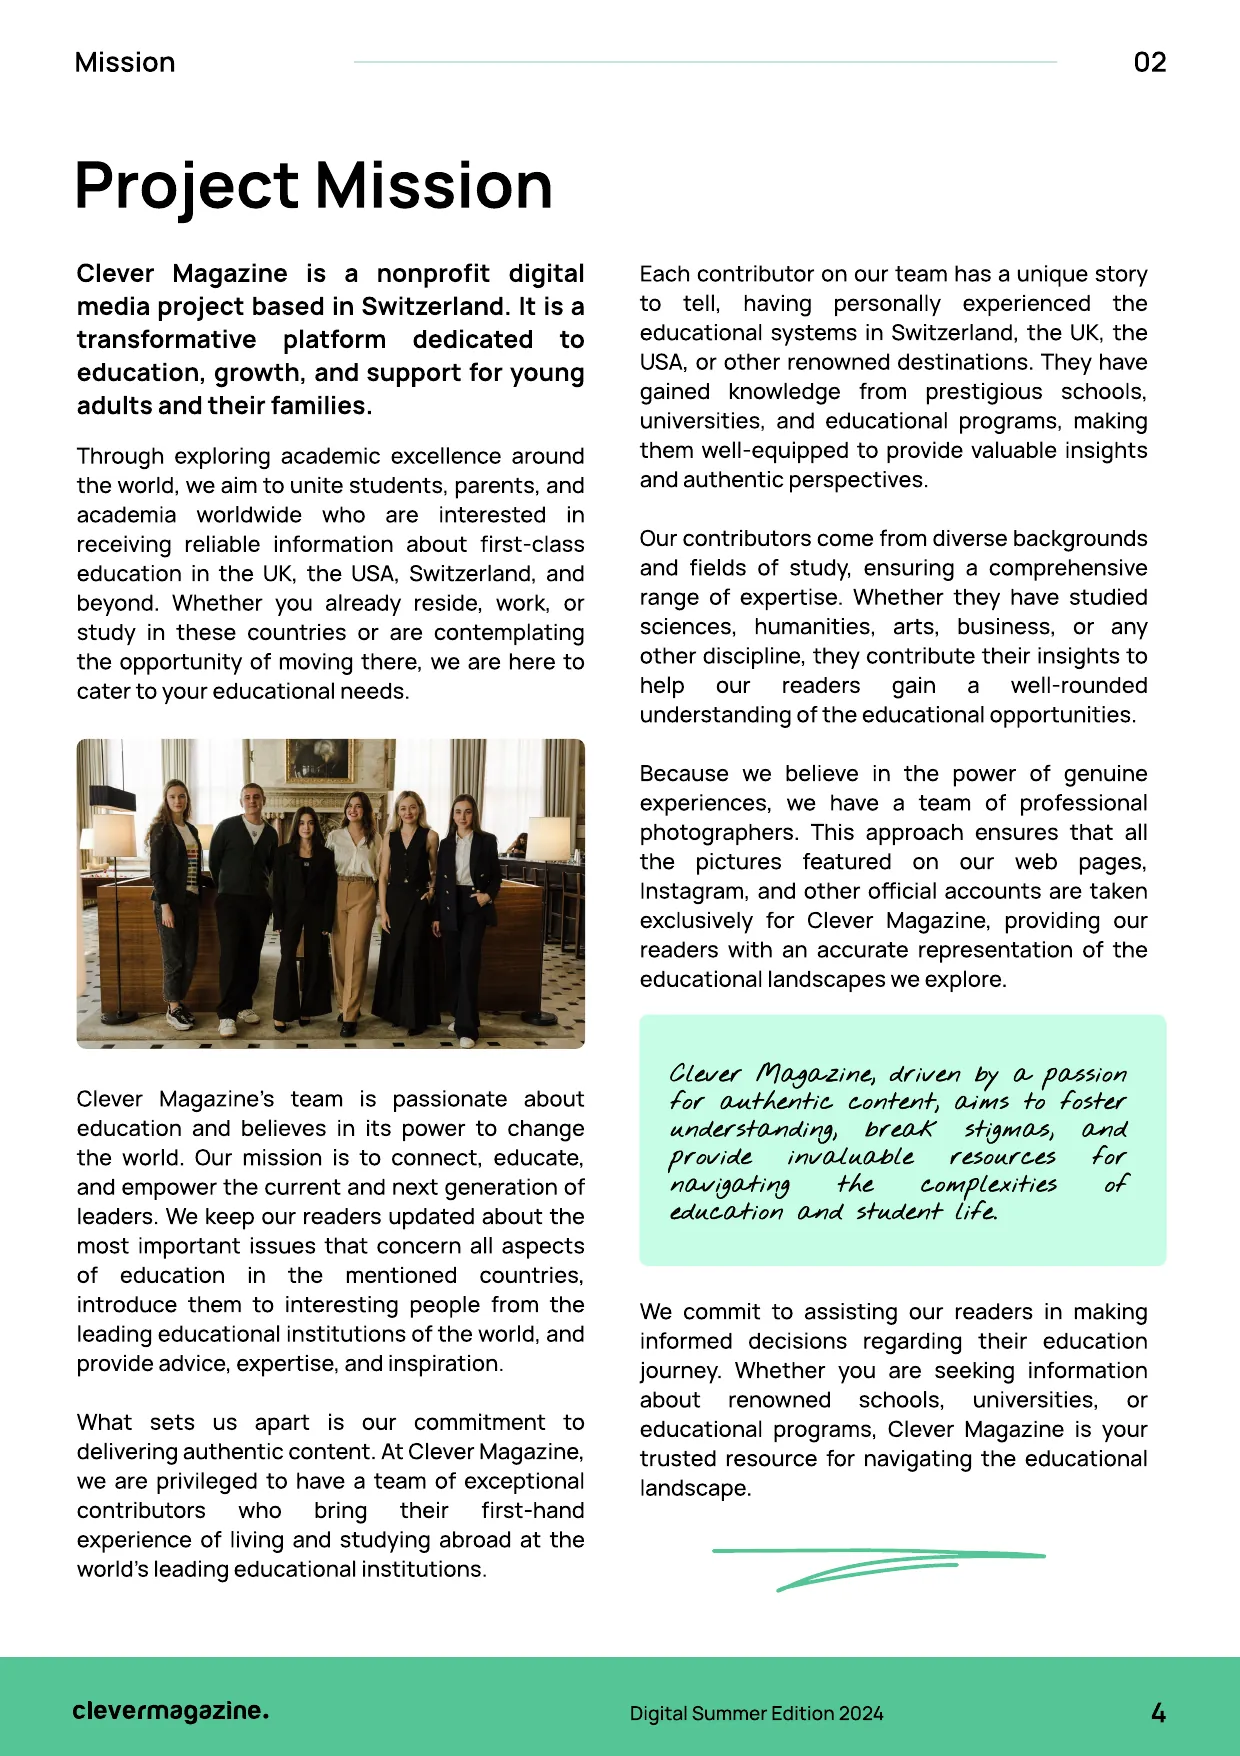 Mission
02
Project Mission
Clever Magazine is a nonprofit digital
media project based in Switzerland. It is a
transformative platform dedicated to
education, growth, and support for young
adults and their families.
Through exploring academic excellence around
the world, we aim to unite students, parents, and
academia worldwide who are interested in
receiving reliable information about first-class
education in the UK, the USA, Switzerland, and
beyond. Whether you already reside, work, or
study in these countries or are contemplating
the opportunity of moving there, we are here to
cater to your educational needs.
Clever Magazine's team is passionate about
education and believes in its power to change
the world. Our mission is to connect, educate,
and empower the current and next generation of
leaders. We keep our readers updated about the
most important issues that concern all aspects
of education in the mentioned countries,
introduce them to interesting people from the
leading educational institutions of the world, and
provide advice, expertise, and inspiration.
What sets us apart is our commitment to
delivering authentic content. At Clever Magazine,
we are privileged to have a team of exceptional
contributors who bring their first-hand
experience of living and studying abroad at the
world's leading educational institutions.
Each contributor on our team has a unique story
to tell, having personally experienced the
educational systems in Switzerland, the UK, the
USA, or other renowned destinations. They have
gained knowledge from prestigious schools,
universities, and educational programs, making
them well-equipped to provide valuable insights
and authentic perspectives.
Our contributors come from diverse backgrounds
and fields of study, ensuring a comprehensive
range of expertise. Whether they have studied
sciences, humanities, arts, business, or any
other discipline, they contribute their insights to
help our readers gain a well-rounded
understanding of the educational opportunities.
Because we believe in the power of genuine
experiences, we have a team of professional
photographers. This approach ensures that all
the pictures featured on our web pages,
Instagram, and other official accounts are taken
exclusively for Clever Magazine, providing our
readers with an accurate representation of the
educational landscapes we explore.
Clever Magazine, driven by a passion
for authentic content, aims to foster
understanding, break stigmas, and
provide invaluable resources for
navigating the complexities of
education and student life.
We commit to assisting our readers in making
informed decisions regarding their education
journey. Whether you are seeking information
about renowned schools, universities, or
educational programs, Clever Magazine is your
trusted resource for navigating the educational
landscape.
clevermagazine.
Digital Summer Edition 2024
4